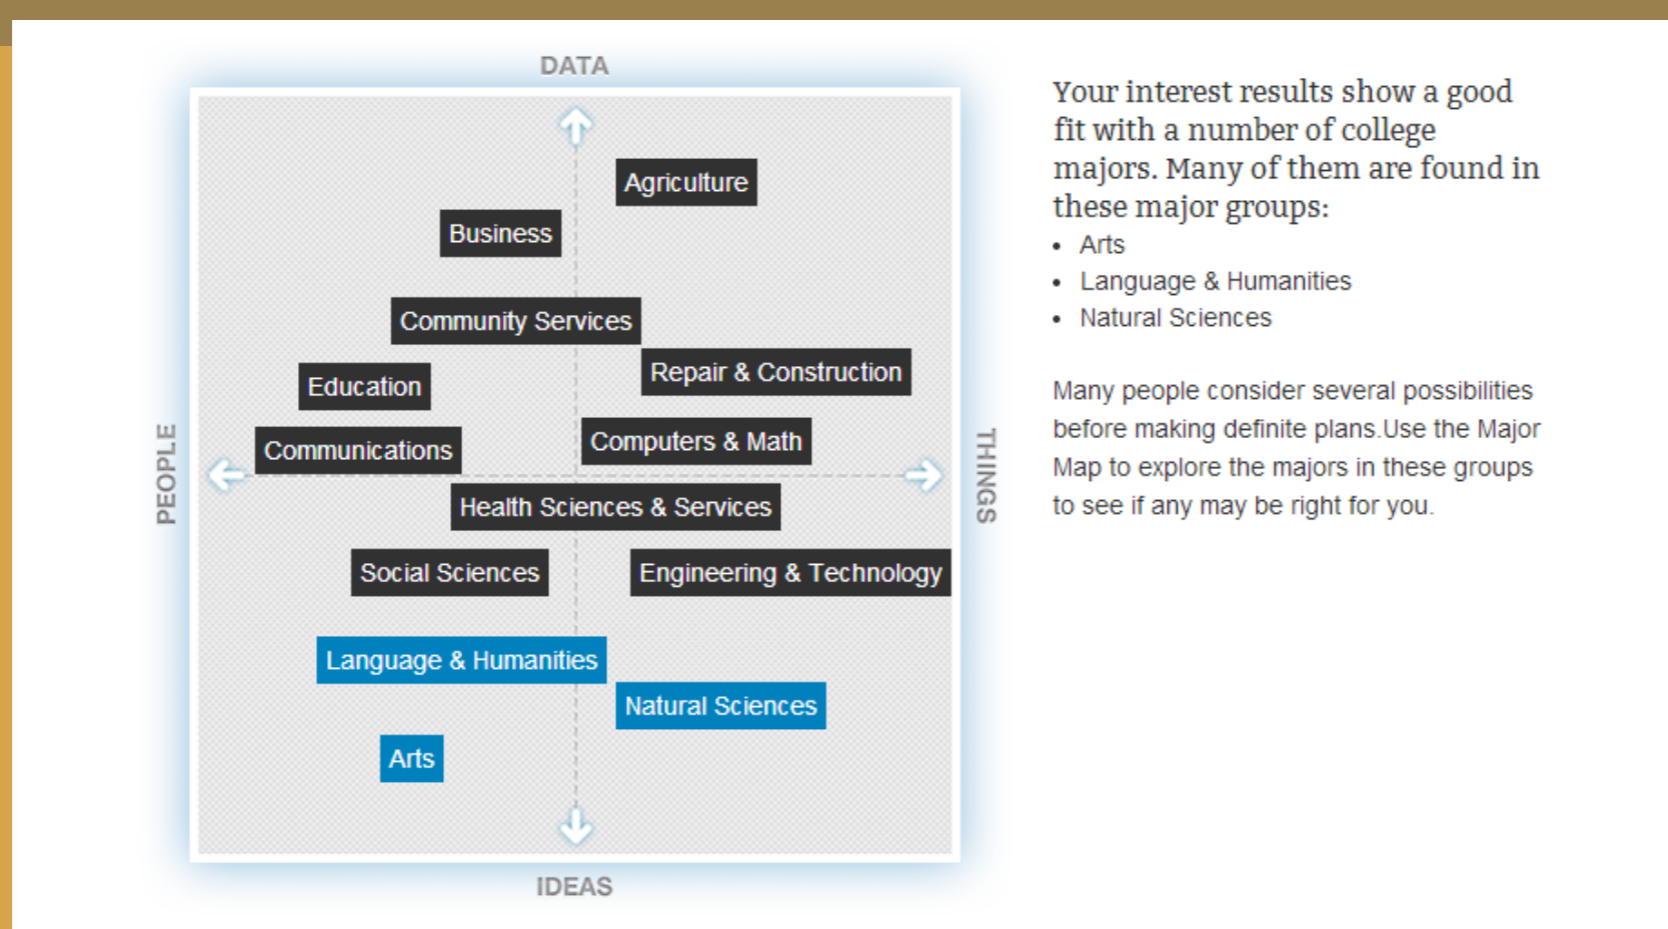 DATA
Agriculture
Business
Community Services
Repair & Construction
Education
Computers & Math
Communications
PEOPLE
THINGS
Health Sciences & Services
Social Sciences
Engineering & Technology
Language & Humanities
Natural Sciences
Arts
IDEAS
Your interest results show a good
fit with a number of college
majors. Many of them are found in
these major groups:
• Arts
• Language & Humanities
• Natural Sciences
Many people consider several possibilities
before making definite plans.Use the Major
Map to explore the majors in these groups
to see if any may be right for you.